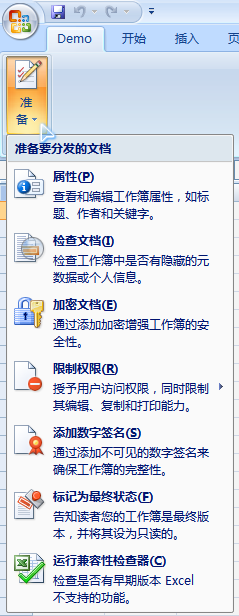 Demo 开始 插入 页
准
备
准备要分发的文档
属性(P)
查看和编辑工作簿属性，如标
题、作者和关键字。
检查文档(I)
检查工作簿中是否有隐藏的元
数据或个人信息。
加密文档(E)
通过添加加密增强工作簿的安
全性。
限制权限(R)
授予用户访问权限，同时限制
其编辑、复制和打印能力。
添加数字签名(S)
通过添加不可见的数字签名来
确保工作簿的完整性。
标记为最终状态(F)
告知读者您的工作簿是最终版
本，并将其设为只读的。
运行兼容性检查器(C)
检查是否有早期版本 Excel
不支持的功能。